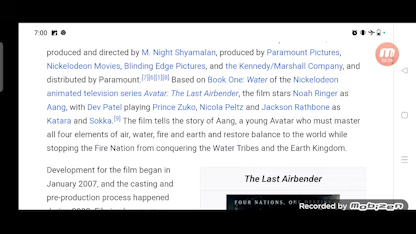 7:00
produced and directed by M. Night Shyamalan, produced by Paramount Pictures,
Nickelodeon Movies, Blinding Edge Pictures, and the Kennedy/Marshall Company, and
distributed by Paramount.[7][6][1][8] Based on Book One: Water of the Nickelodeon
animated television series Avatar: The Last Airbender, the film stars Noah Ringer as
Aang, with Dev Patel playing Prince Zuko, Nicola Peltz and Jackson Rathbone as
Katara and Sokka.[9] The film tells the story of Aang, a young Avatar who must master
all four elements of air, water, fire and earth and restore balance to the world while
stopping the Fire Nation from conquering the Water Tribes and the Earth Kingdom.
Development for the film began in
January 2007, and the casting and
pre-production process happened
The Last Airbender
FOUR NATIONS, ONE
Recorded by MOBIZEN